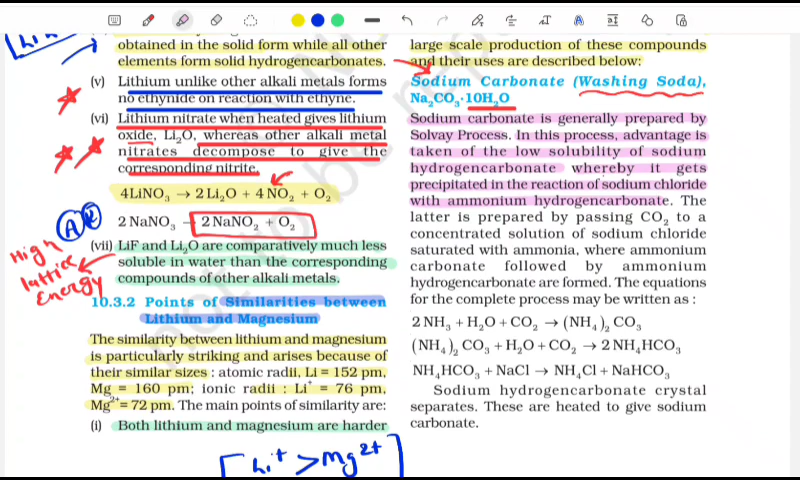 obtained in the solid form while all other
elements form solid hydrogencarbonates.
(v) Lithium unlike other alkali metals forms
no ethynide on reaction with ethyne.
(vi) Lithium nitrate when heated gives lithium
oxide, Li₂O, whereas other alkali metal
nitrates decompose to give the
corresponding nitrite.
4LiNO₃ → 2 Li₂O + 4 NO₂ + O₂
2 NaNO₃ → 2 NaNO₂ + O₂
(vii) LiF and Li₂O are comparatively much less
soluble in water than the corresponding
compounds of other alkali metals.
High
lattice
Energy
10.3.2 Points of Similarities between
Lithium and Magnesium
The similarity between lithium and magnesium
is particularly striking and arises because of
their similar sizes : atomic radii, Li = 152 pm,
Mg = 160 pm; ionic radii : Li⁺ = 76 pm,
Mg²⁺= 72 pm. The main points of similarity are:
(i) Both lithium and magnesium are harder
[Li⁺ > Mg²⁺]
large scale production of these compounds
and their uses are described below:
Sodium Carbonate (Washing Soda),
Na₂CO₃·10H₂O
Sodium carbonate is generally prepared by
Solvay Process. In this process, advantage is
taken of the low solubility of sodium
hydrogencarbonate whereby it gets
precipitated in the reaction of sodium chloride
with ammonium hydrogencarbonate. The
latter is prepared by passing CO₂ to a
concentrated solution of sodium chloride
saturated with ammonia, where ammonium
carbonate followed by ammonium
hydrogencarbonate are formed. The equations
for the complete process may be written as :
2 NH₃ + H₂O + CO₂ → (NH₄)₂ CO₃
(NH₄)₂ CO₃ + H₂O + CO₂ → 2 NH₄HCO₃
NH₄HCO₃ + NaCl → NH₄Cl + NaHCO₃
Sodium hydrogencarbonate crystal
separates. These are heated to give sodium
carbonate.